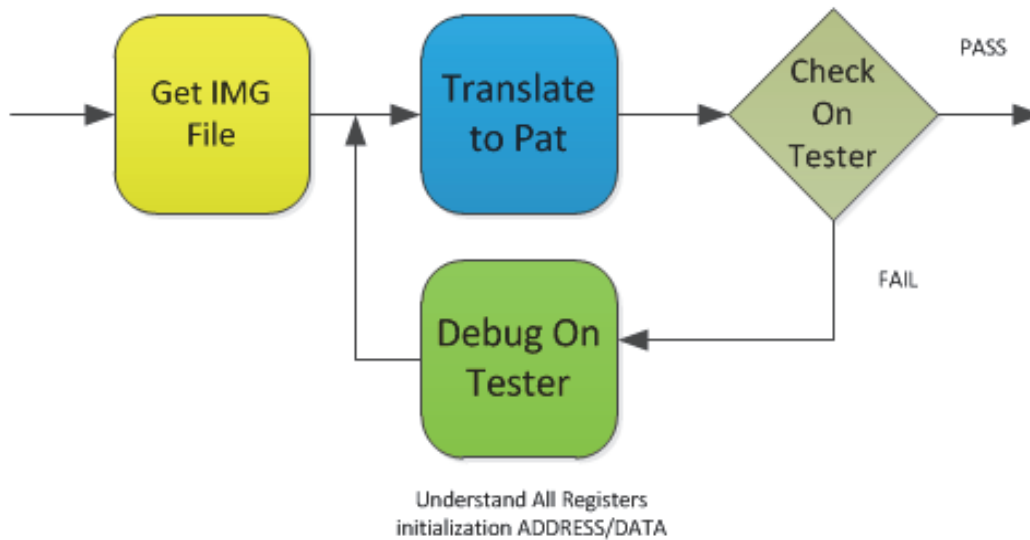 Get IMG
File
Translate
to Pat
Check
On
Tester
PASS
FAIL
Debug On
Tester
Understand All Registers
initialization ADDRESS/DATA